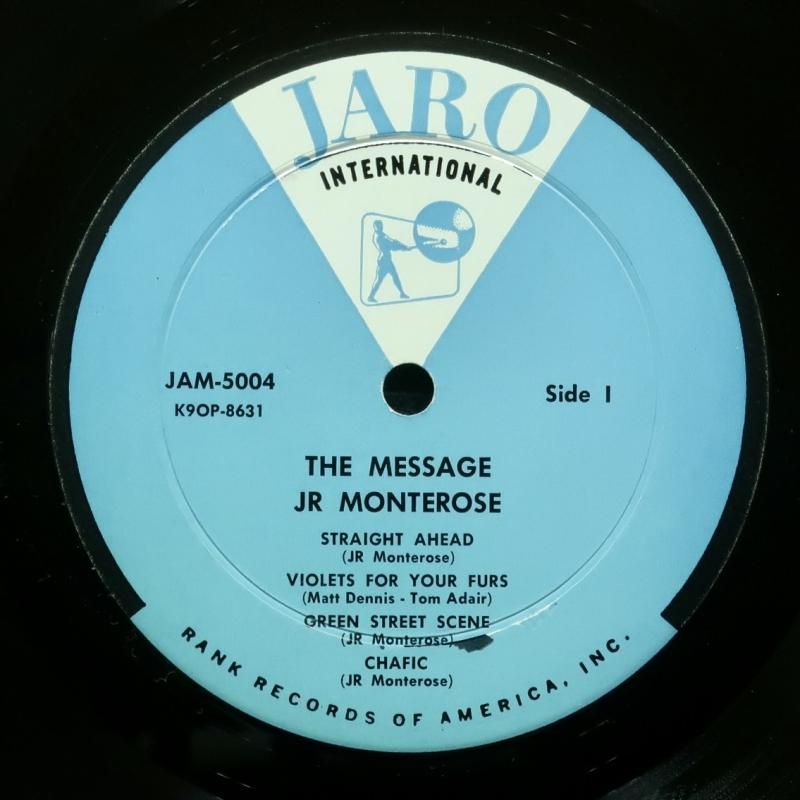 JARO
INTERNATIONAL
JAM-5004
K9OP-8631
Side 1
THE MESSAGE
JR MONTEROSE
STRAIGHT AHEAD
(JR Monterose)
VIOLETS FOR YOUR FURS
(Matt Dennis - Tom Adair)
GREEN STREET SCENE
(JR Monterose)
CHAFIC
(JR Monterose)
RANK RECORDS OF AMERICA, INC.